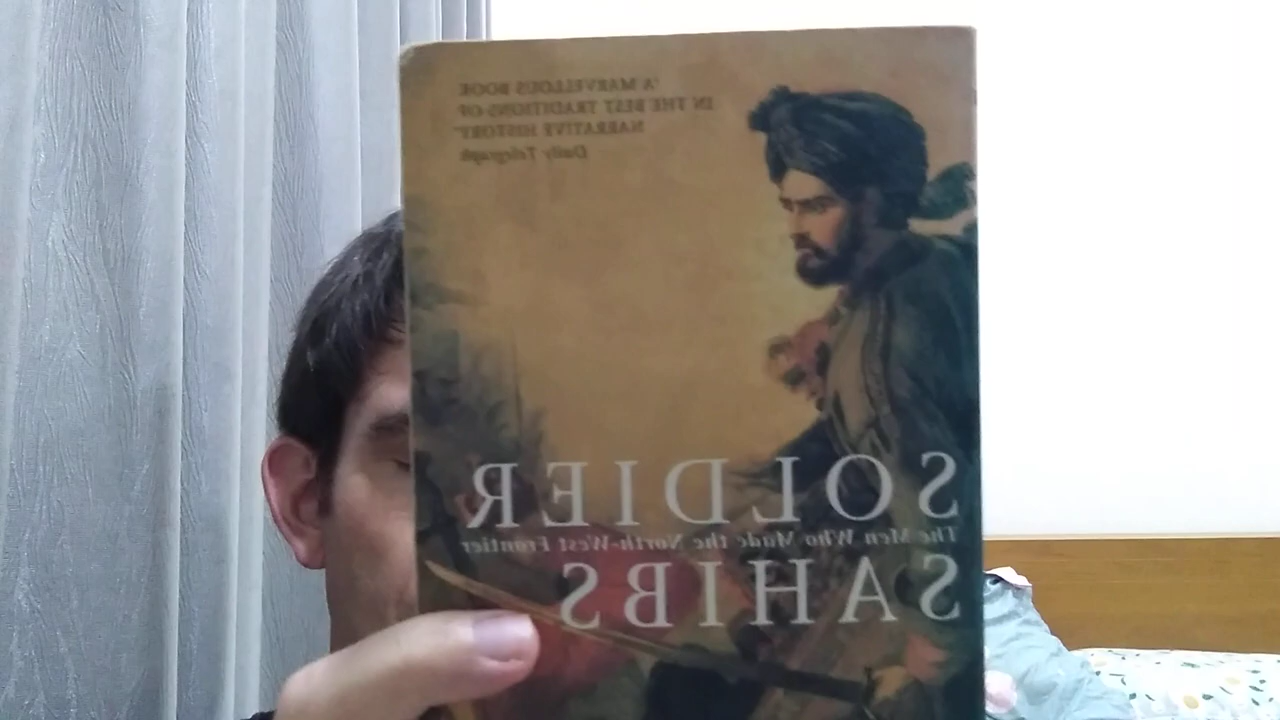 "A MARVELLOUS BOOK
IN THE BEST TRADITIONS OF
NARRATIVE HISTORY"
Daily Telegraph
SOLDIER
The Men Who Made the North-West Frontier
SAHIBS